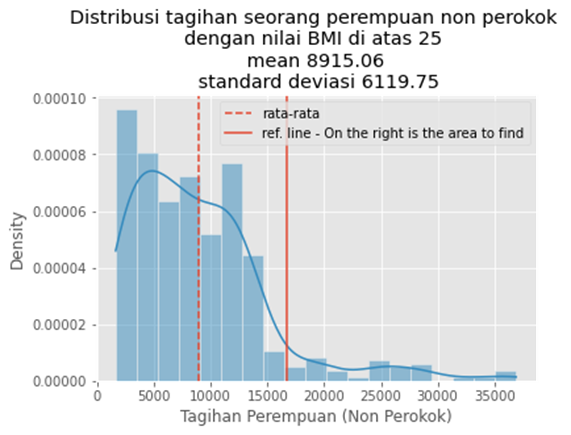 Distribusi tagihan seorang perempuan non perokok
dengan nilai BMI di atas 25
mean 8915.06
standard deviasi 6119.75
rata-rata
ref. line - On the right is the area to find
0.00010
0.00008
0.00006
0.00004
0.00002
0.00000
Density
0
5000
10000
15000
20000
25000
30000
35000
Tagihan Perempuan (Non Perokok)